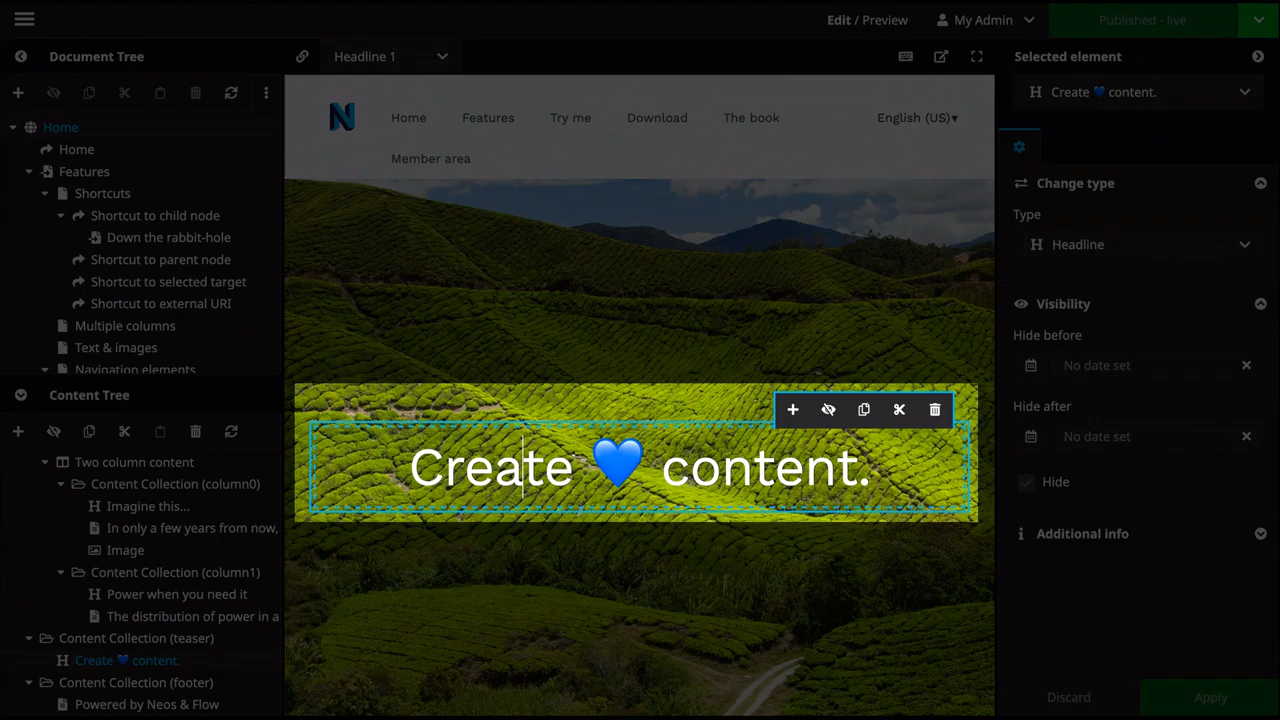 Edit / Preview
My Admin
Published - live
Document Tree
Headline 1
Selected element
Create 💙 content.
Home
Home
Features
Shortcuts
Shortcut to child node
Down the rabbit-hole
Shortcut to parent node
Shortcut to selected target
Shortcut to external URI
Multiple columns
Text & images
Navigation elements
Content Tree
Two column content
Content Collection (column0)
Imagine this...
In only a few years from now,
Image
Content Collection (column1)
Power when you need it
The distribution of power in a
Content Collection (teaser)
Create 💙 content.
Content Collection (footer)
Powered by Neos & Flow
N
Home Features Try me Download The book English (US)▾
Member area
Create 💙 content.
Change type
Type
Headline
Visibility
Hide before
No date set
Hide after
No date set
Hide
Additional info
Discard Apply